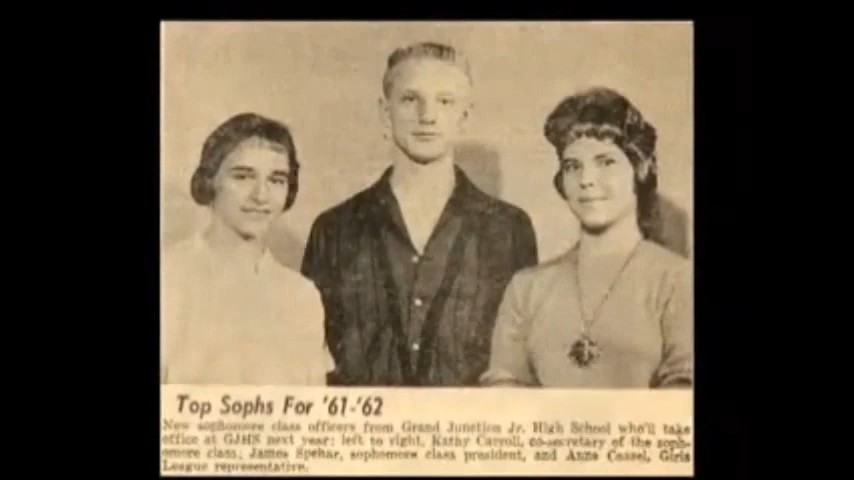 Top Sophs For '61-'62
New sophomore class officers from Grand Junction Jr. High School who'll take
office at GJHS next year: left to right, Kathy Carroll, co-secretary of the soph-
omore class; James Spehar, sophomore class president, and Anne Cassel, Girls
League representative.